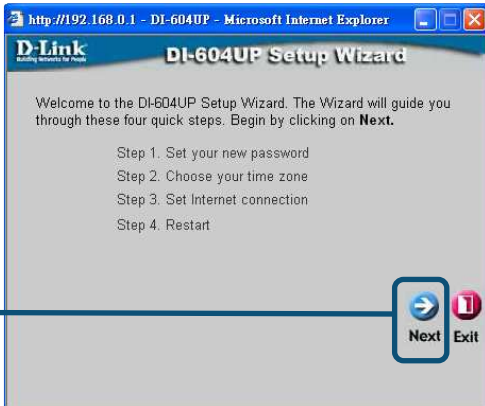 http://192.168.0.1 - DI-604UP - Microsoft Internet Explorer
D-Link
Building Networks for People
DI-604UP Setup Wizard
Welcome to the DI-604UP Setup Wizard. The Wizard will guide you
through these four quick steps. Begin by clicking on Next.
Step 1. Set your new password
Step 2. Choose your time zone
Step 3. Set Internet connection
Step 4. Restart
Next Exit